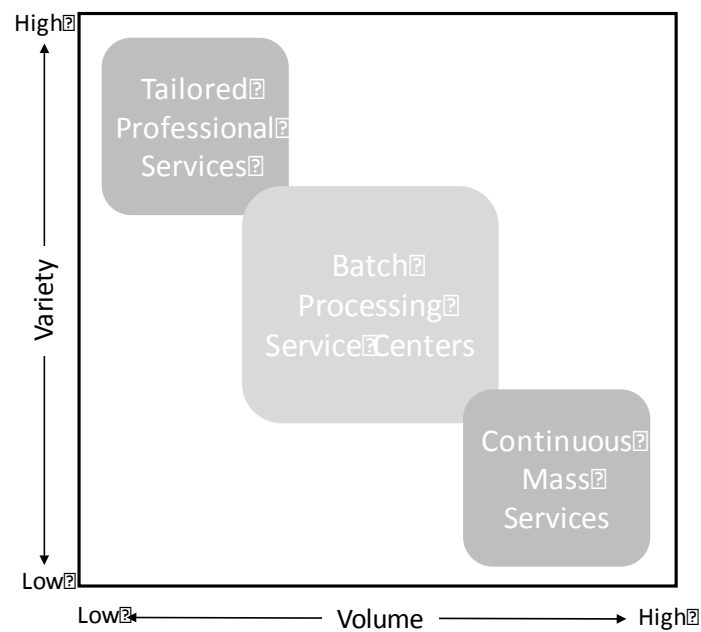 High
Tailored
Professional
Services
Batch
Processing
Service Centers
Variety
Continuous
Mass
Services
Low
Low
Volume
High